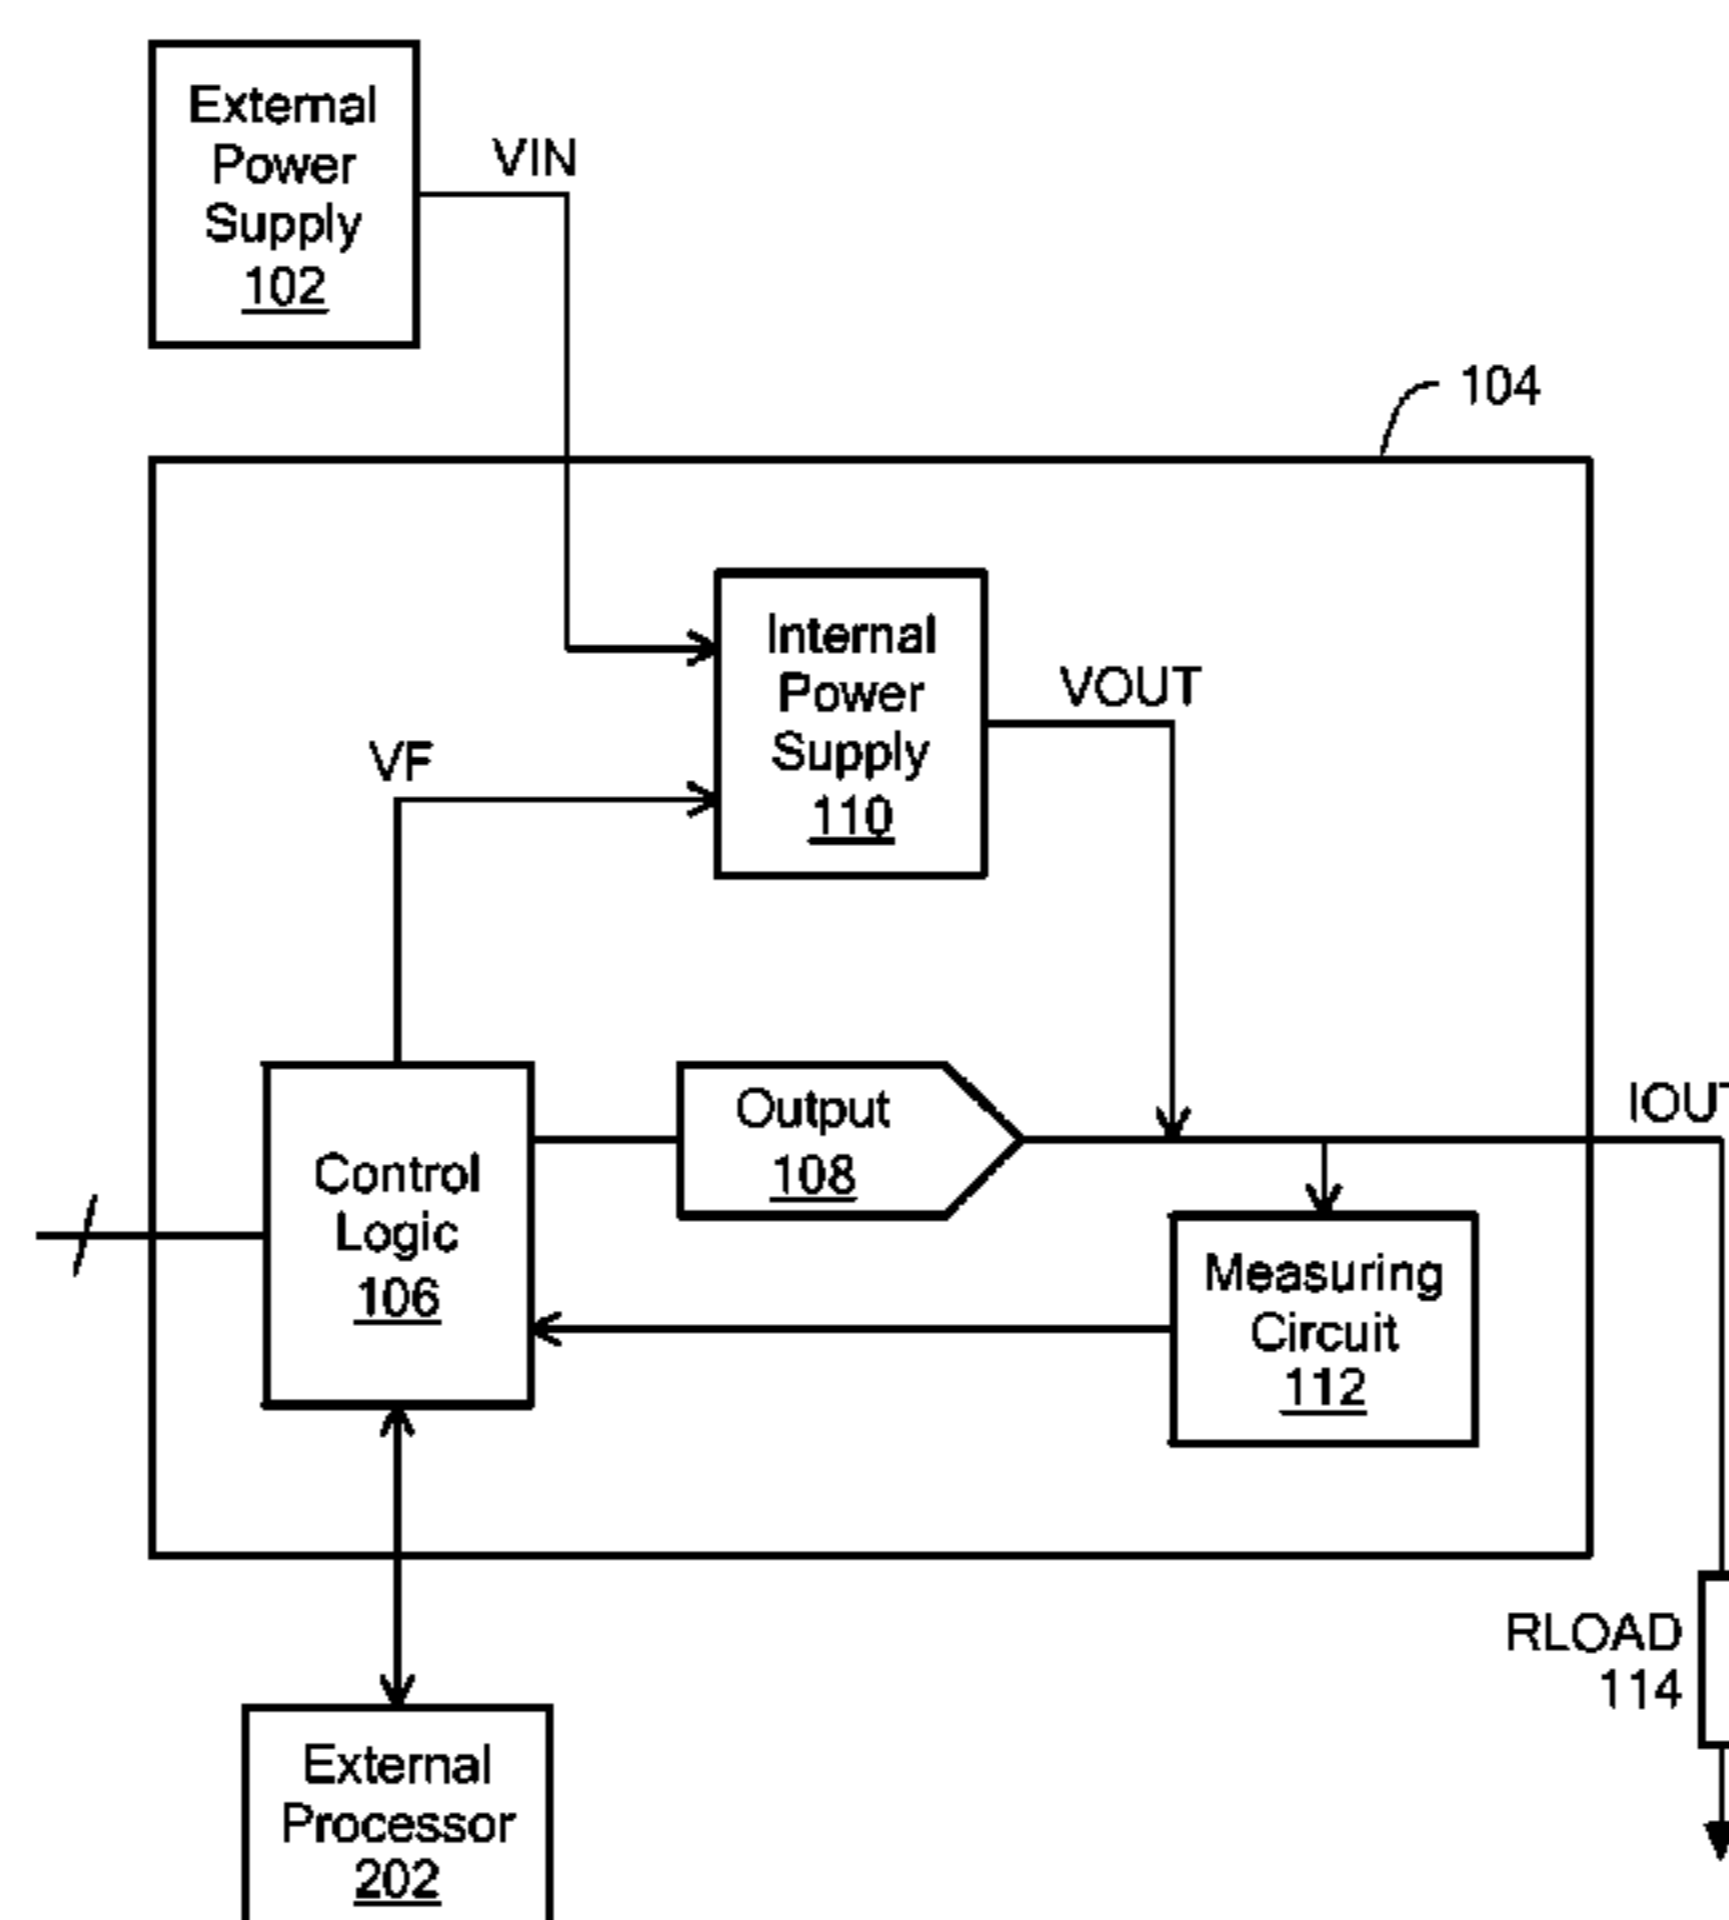 External
Power
Supply
102
VIN
104
Internal
Power
Supply
110
VOUT
VF
Output
108
IOUT
Control
Logic
106
Measuring
Circuit
112
RLOAD
114
External
Processor
202